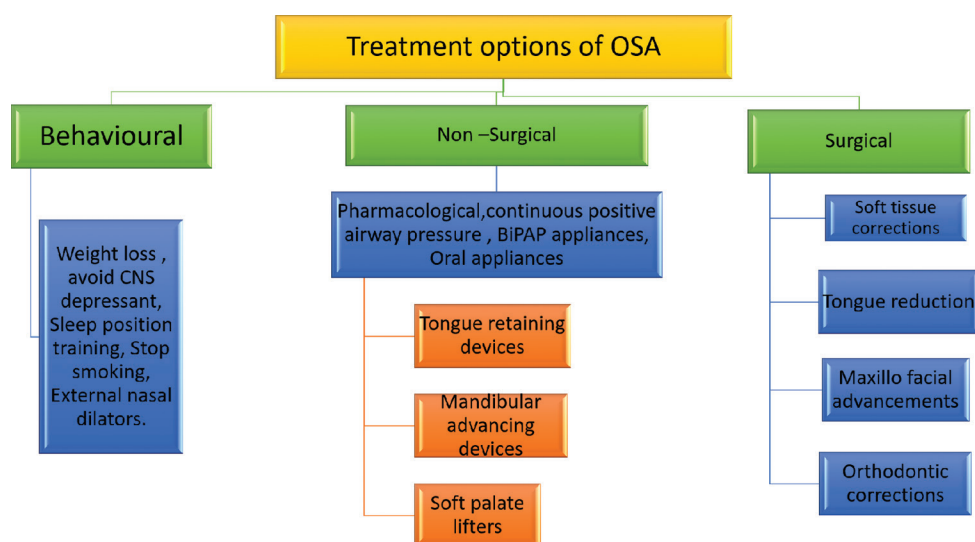 Treatment options of OSA
Behavioural
Non –Surgical
Surgical
Weight loss ,
avoid CNS
depressant,
Sleep position
training, Stop
smoking,
External nasal
dilators.
Pharmacological,continuous positive
airway pressure , BiPAP appliances,
Oral appliances
Tongue retaining
devices
Mandibular
advancing
devices
Soft palate
lifters
Soft tissue
corrections
Tongue reduction
Maxillo facial
advancements
Orthodontic
corrections